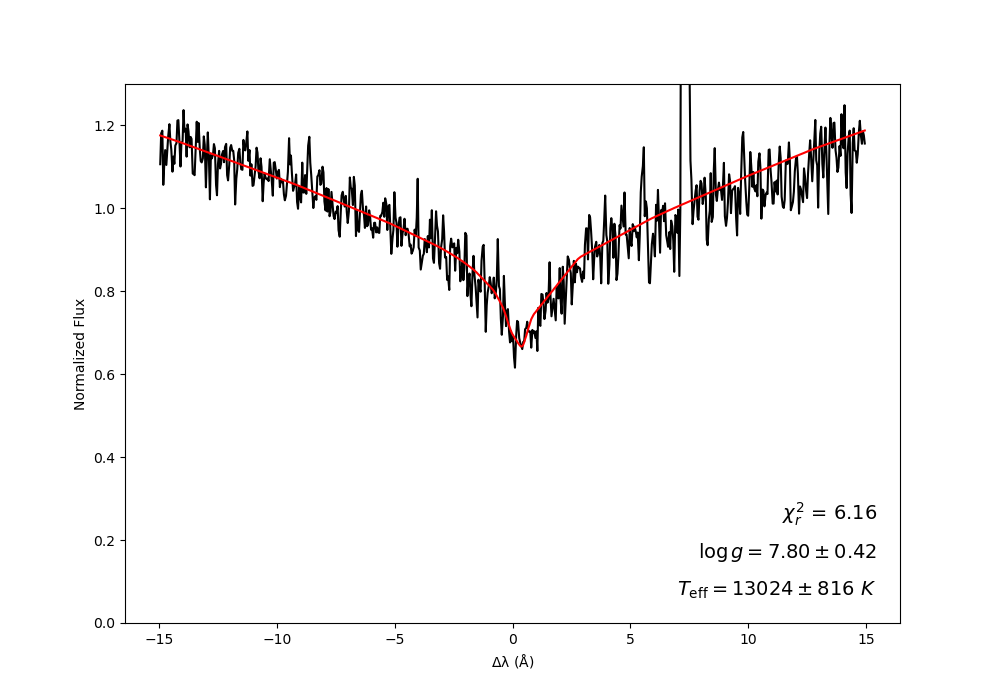 1.2
1.0
0.8
0.6
0.4
0.2
0.0
Normalized Flux
χ²ᵣ = 6.16
log g = 7.80 ± 0.42
T_eff = 13024 ± 816 K
−15 −10 −5 0 5 10 15
Δλ (Å)